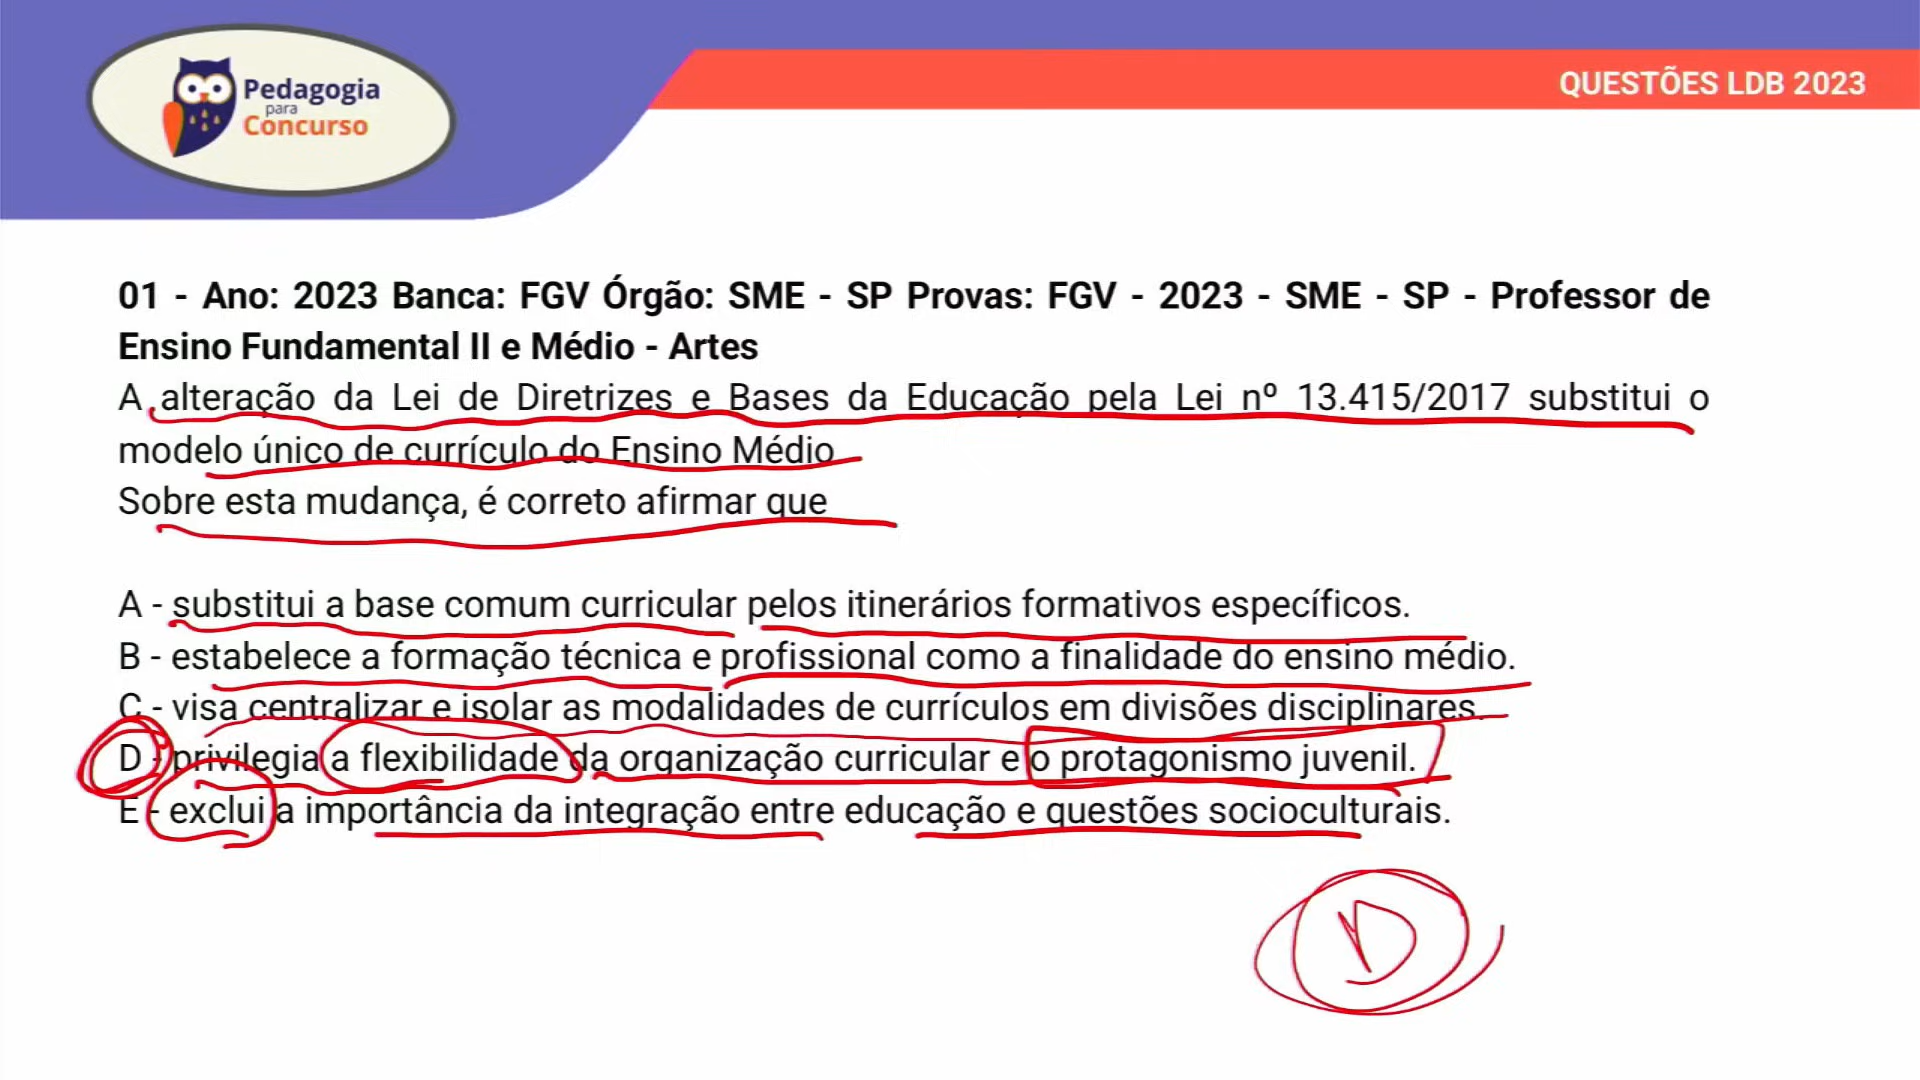 Pedagogia
para
Concurso
QUESTÕES LDB 2023
01 - Ano: 2023 Banca: FGV Órgão: SME - SP Provas: FGV - 2023 - SME - SP - Professor de
Ensino Fundamental II e Médio - Artes
A alteração da Lei de Diretrizes e Bases da Educação pela Lei nº 13.415/2017 substitui o
modelo único de currículo do Ensino Médio
Sobre esta mudança, é correto afirmar que
A - substitui a base comum curricular pelos itinerários formativos específicos.
B - estabelece a formação técnica e profissional como a finalidade do ensino médio.
C - visa centralizar e isolar as modalidades de currículos em divisões disciplinares.
D - privilegia a flexibilidade da organização curricular e o protagonismo juvenil.
E - exclui a importância da integração entre educação e questões socioculturais.
D